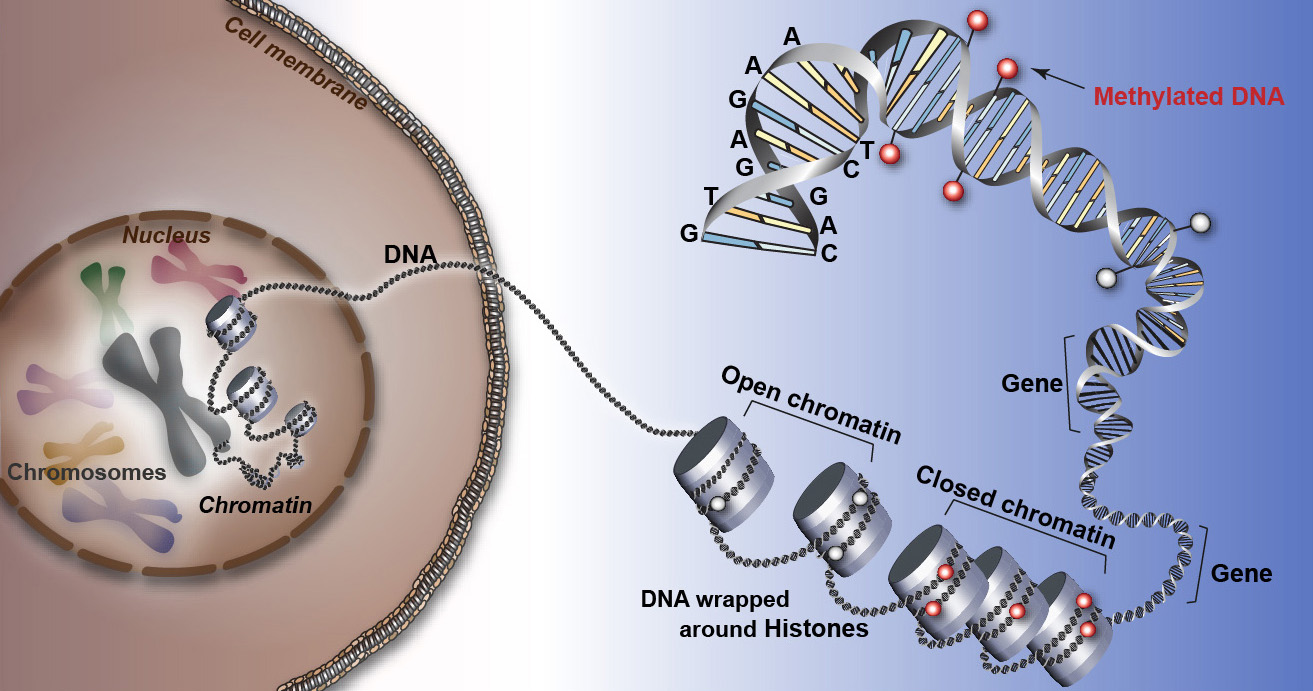 Cell membrane
Nucleus
DNA
Chromosomes
Chromatin
A
A
G
A
G
T
G
T
C
G
A
C
Methylated DNA
Gene
Open chromatin
Closed chromatin
Gene
DNA wrapped
around Histones